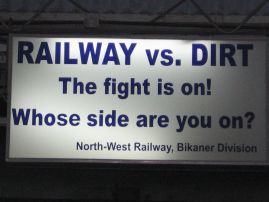 RAILWAY vs. DIRT
The fight is on!
Whose side are you on?
North-West Railway, Bikaner Division